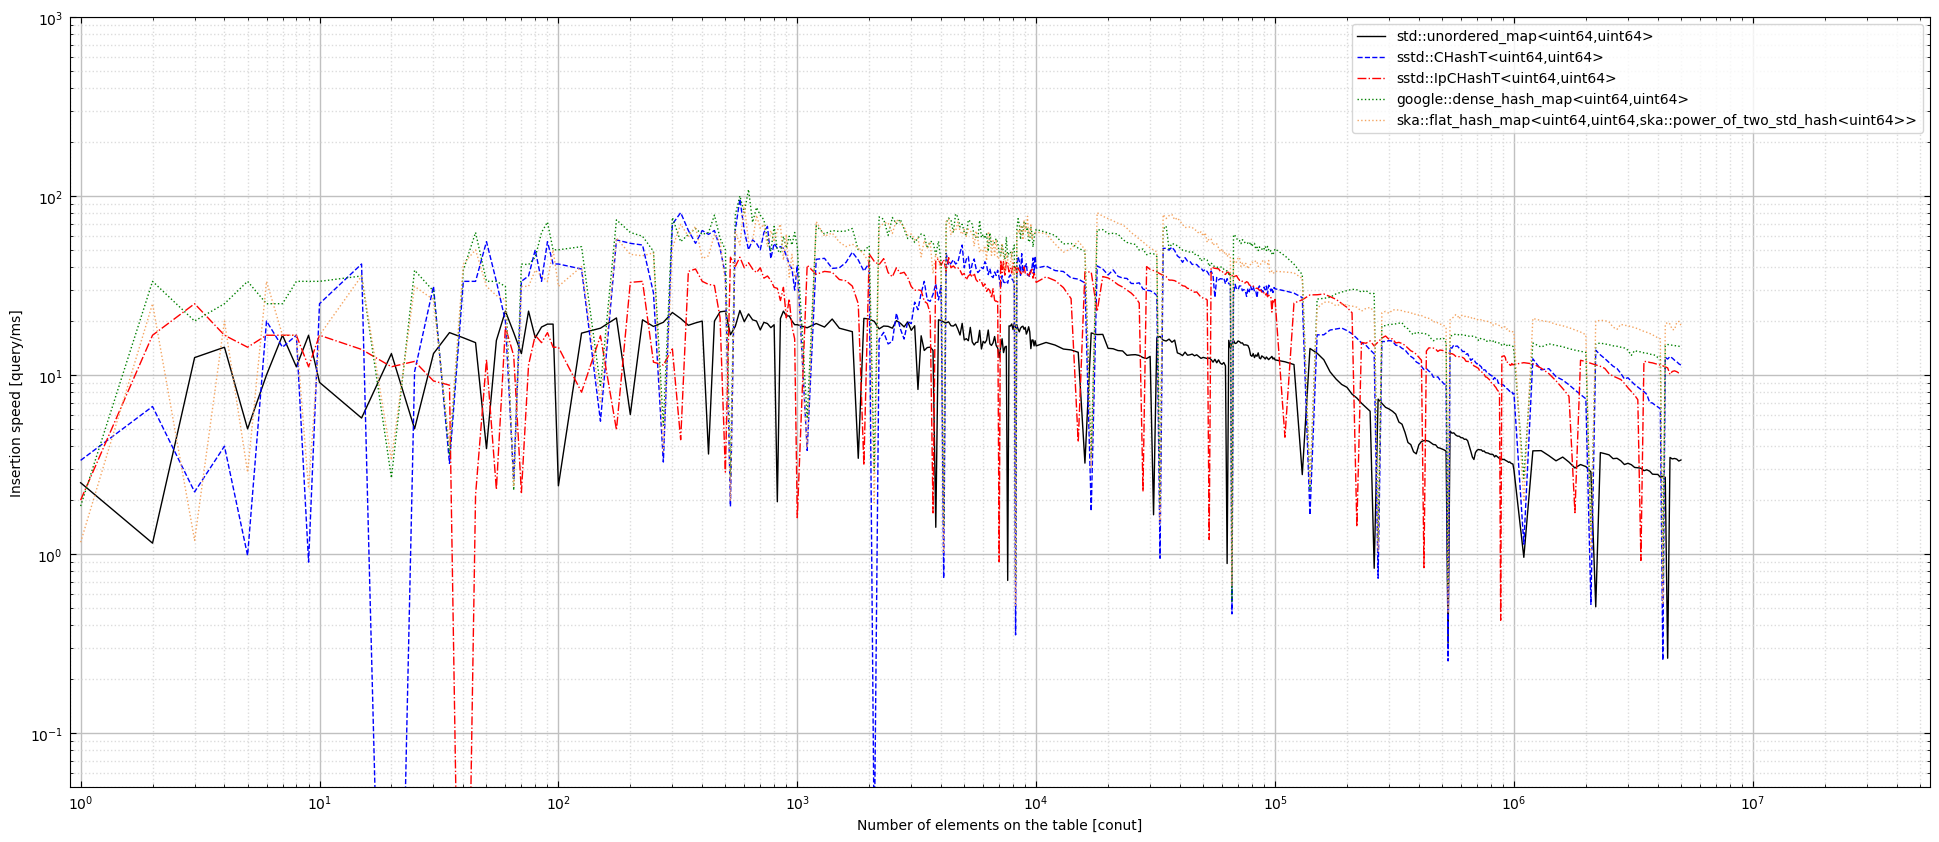 std::unordered_map<uint64,uint64>
sstd::CHashT<uint64,uint64>
sstd::IpCHashT<uint64,uint64>
google::dense_hash_map<uint64,uint64>
ska::flat_hash_map<uint64,uint64,ska::power_of_two_std_hash<uint64>>
Insertion speed [query/ms]
10³
10²
10¹
10⁰
10⁻¹
10⁰ 10¹ 10² 10³ 10⁴ 10⁵ 10⁶ 10⁷
Number of elements on the table [conut]